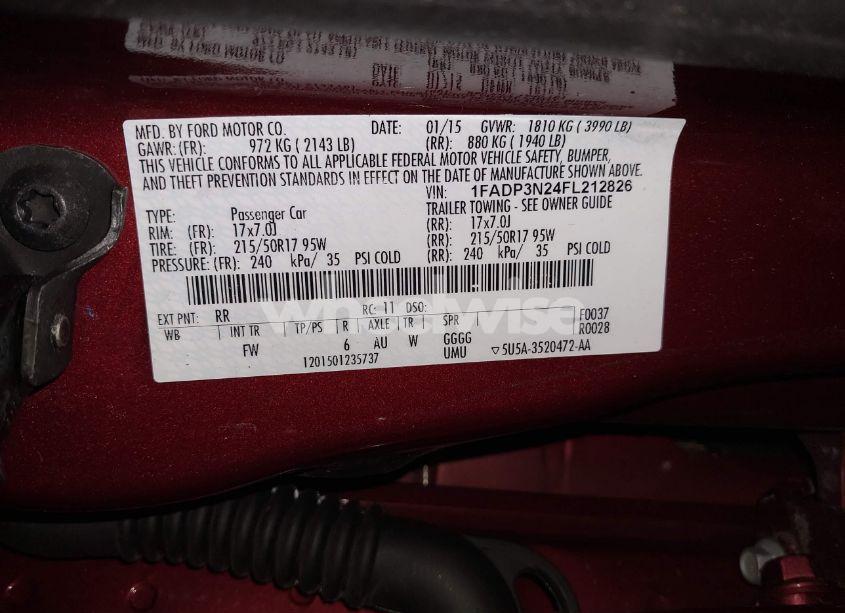 MFD. BY FORD MOTOR CO. DATE: 01/15 GVWR: 1810 KG ( 3990 LB)
GAWR: (FR): 972 KG ( 2143 LB) (RR): 880 KG ( 1940 LB)
THIS VEHICLE CONFORMS TO ALL APPLICABLE FEDERAL MOTOR VEHICLE SAFETY, BUMPER,
AND THEFT PREVENTION STANDARDS IN EFFECT ON THE DATE OF MANUFACTURE SHOWN ABOVE.
VIN: 1FADP3N24FL212826
TYPE: Passenger Car TRAILER TOWING - SEE OWNER GUIDE
RIM: (FR): 17x7.0J (RR): 17x7.0J
TIRE: (FR): 215/50R17 95W (RR): 215/50R17 95W
PRESSURE: (FR): 240 kPa/ 35 PSI COLD (RR): 240 kPa/ 35 PSI COLD
wheelwise
EXT PNT: RR RC: 11 DSO: F0037
WB INT TR TP/PS R AXLE TR SPR R0028
FW 6 AU W GGGG
UMU
1201501235737 ▽5U5A-3520472-AA